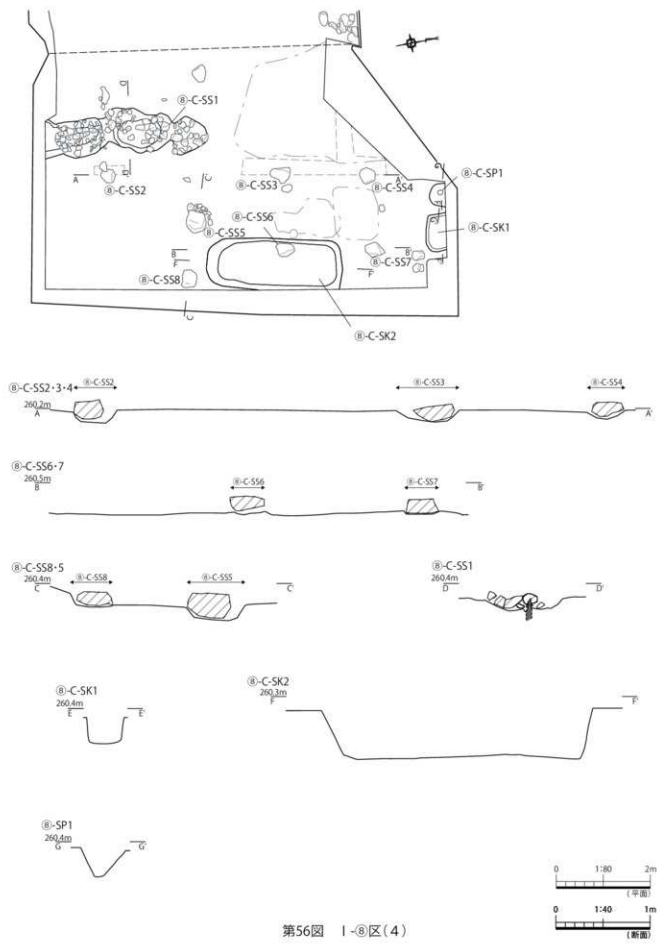 ⑧-C-SS1
D
⑧-C-SP1
A
⑧-C-SS2
D'
C'
⑧-C-SS3
A'
⑧-C-SS4
⑧-C-SK1
⑧-C-SS6
⑧-C-SS5
B
F
B'
⑧-C-SS7
F'
⑧-C-SS8
C
⑧-C-SK2
⑧-C-SS2・3・4
⑧-C-SS2
⑧-C-SS3
⑧-C-SS4
260.2m
A
A'
⑧-C-SS6・7
260.5m
⑧-C-SS6
⑧-C-SS7
B
B'
⑧-C-SS8・5
⑧-C-SS8
⑧-C-SS5
260.4m
C
C'
⑧-C-SS1
260.4m
D
D'
⑧-C-SK1
260.4m
E
E'
⑧-C-SK2
260.3m
F
F'
⑧-SP1
260.4m
G
G'
0 1:80 2m
(平面)
0 1:40 1m
(断面)
第56図 Ⅰ-⑧区(4)